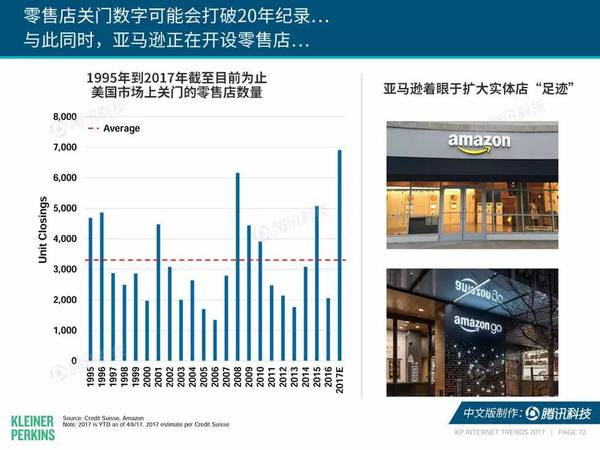 零售店关门数字可能会打破20年纪录…
与此同时，亚马逊正在开设零售店…
1995年到2017年截至目前为止
美国市场上关门的零售店数量
8,000
7,000
6,000
5,000
4,000
3,000
2,000
1,000
0
Average
Unit Closings
1995
1996
1997
1998
1999
2000
2001
2002
2003
2004
2005
2006
2007
2008
2009
2010
2011
2012
2013
2014
2015
2016
2017E
腾讯科技
腾讯科技
亚马逊着眼于扩大实体店“足迹”
amazon
amazon go
amazon go
KLEINER
PERKINS
Source: Credit Suisse, Amazon
Note: 2017 is YTD as of 4/6/17. 2017 estimate per Credit Suisse.
中文版制作：腾讯科技
KP INTERNET TRENDS 2017 | PAGE 72